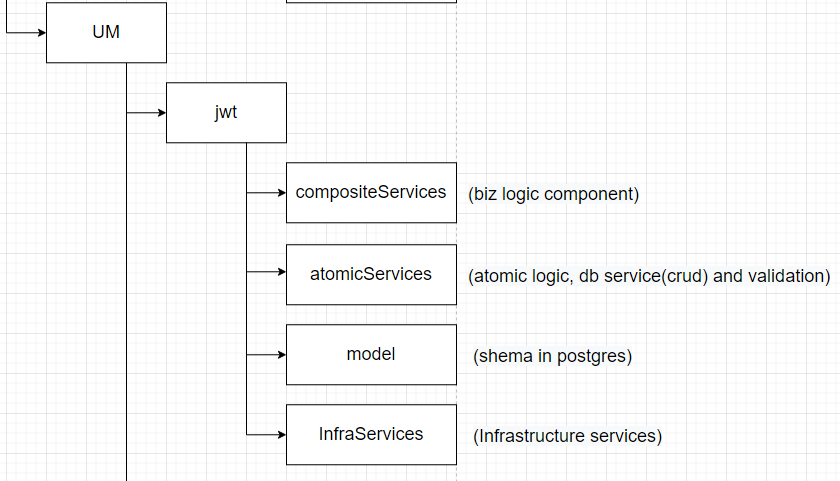 UM
jwt
compositeServices (biz logic component)
atomicServices (atomic logic, db service(crud) and validation)
model (shema in postgres)
InfraServices (Infrastructure services)